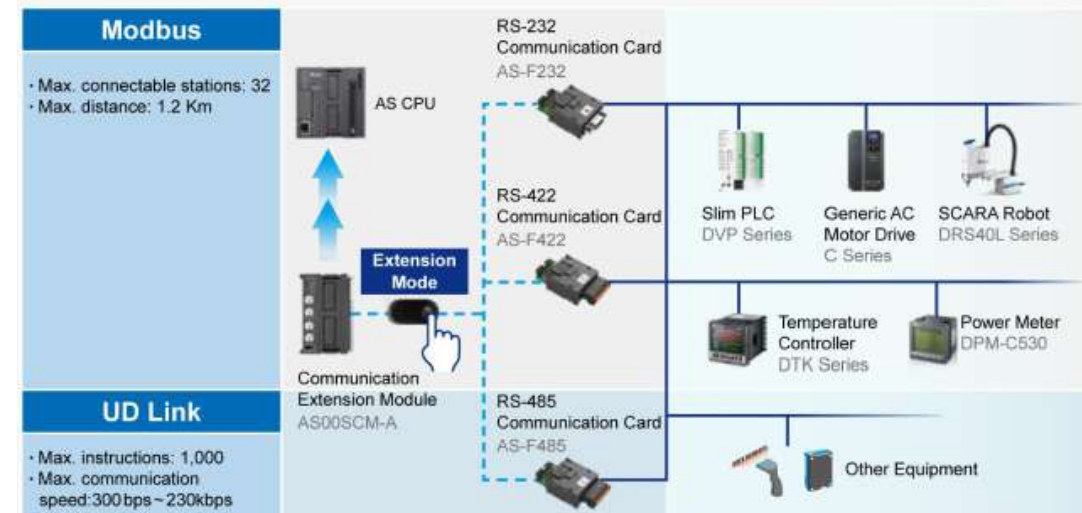 Modbus
· Max. connectable stations: 32
· Max. distance: 1.2 Km
AS CPU
Extension
Mode
Communication
Extension Module
AS00SCM-A
RS-232
Communication Card
AS-F232
RS-422
Communication Card
AS-F422
RS-485
Communication Card
AS-F485
Slim PLC
DVP Series
Generic AC
Motor Drive
C Series
SCARA Robot
DRS40L Series
Temperature
Controller
DTK Series
Power Meter
DPM-C530
Other Equipment
UD Link
· Max. instructions: 1,000
· Max. communication
speed:300 bps~230kbps